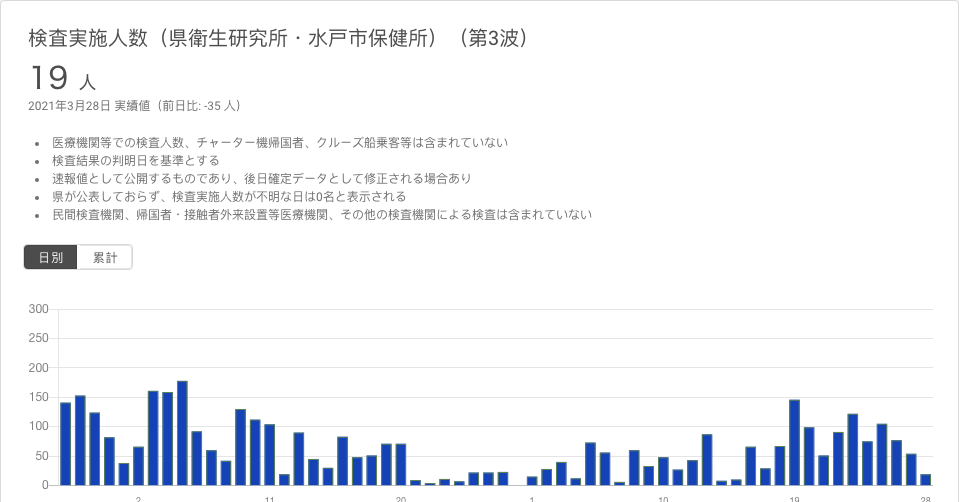 検査実施人数（県衛生研究所・水戸市保健所）（第3波）
19 人
2021年3月28日 実績値（前日比: -35 人）
• 医療機関等での検査人数、チャーター機帰国者、クルーズ船乗客等は含まれていない
• 検査結果の判明日を基準とする
• 速報値として公開するものであり、後日確定データとして修正される場合あり
• 県が公表しておらず、検査実施人数が不明な日は0名と表示される
• 民間検査機関、帰国者・接触者外来設置等医療機関、その他の検査機関による検査は含まれていない
日別 累計
300
250
200
150
100
50
0
2 11 20 1 10 19 28